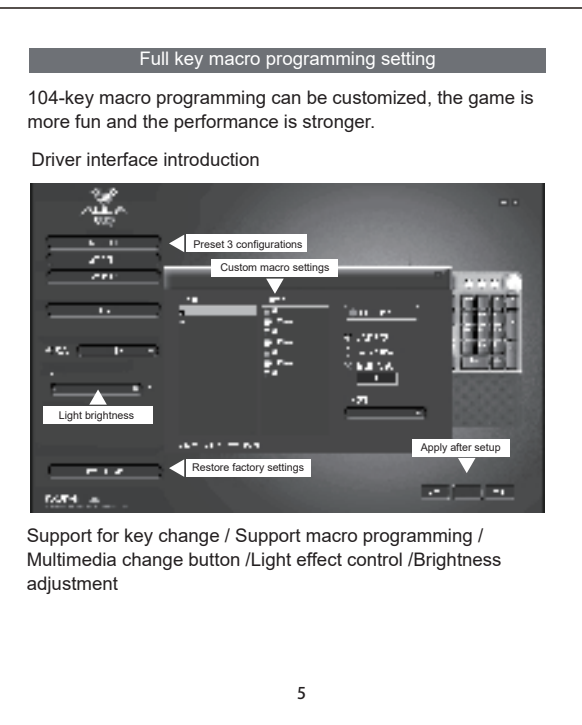 Full key macro programming setting
104-key macro programming can be customized, the game is
more fun and the performance is stronger.
Driver interface introduction
Preset 3 configurations
Custom macro settings
Light brightness
Apply after setup
Restore factory settings
Support for key change / Support macro programming /
Multimedia change button /Light effect control /Brightness
adjustment
5